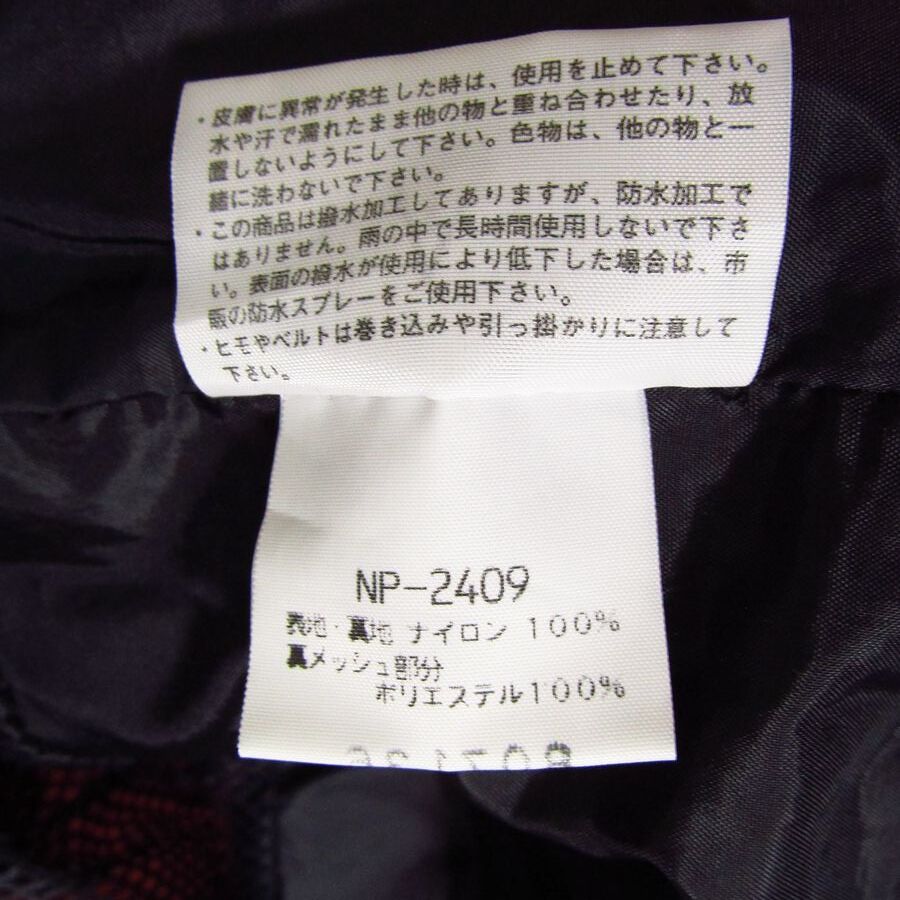 ・皮膚に異常が発生した時は、使用を止めて下さい。
水や汗で濡れたまま他の物と重ね合わせたり、放
置しないようにして下さい。色物は、他の物と一
緒に洗わないで下さい。
・この商品は撥水加工してありますが、防水加工で
はありません。雨の中で長時間使用しないで下さ
い。表面の撥水が使用により低下した場合は、市
販の防水スプレーをご使用下さい。
・ヒモやベルトは巻き込みや引っ掛かりに注意して
下さい。
NP-2409
表地・裏地 ナイロン 100%
裏メッシュ部分
ポリエステル100%